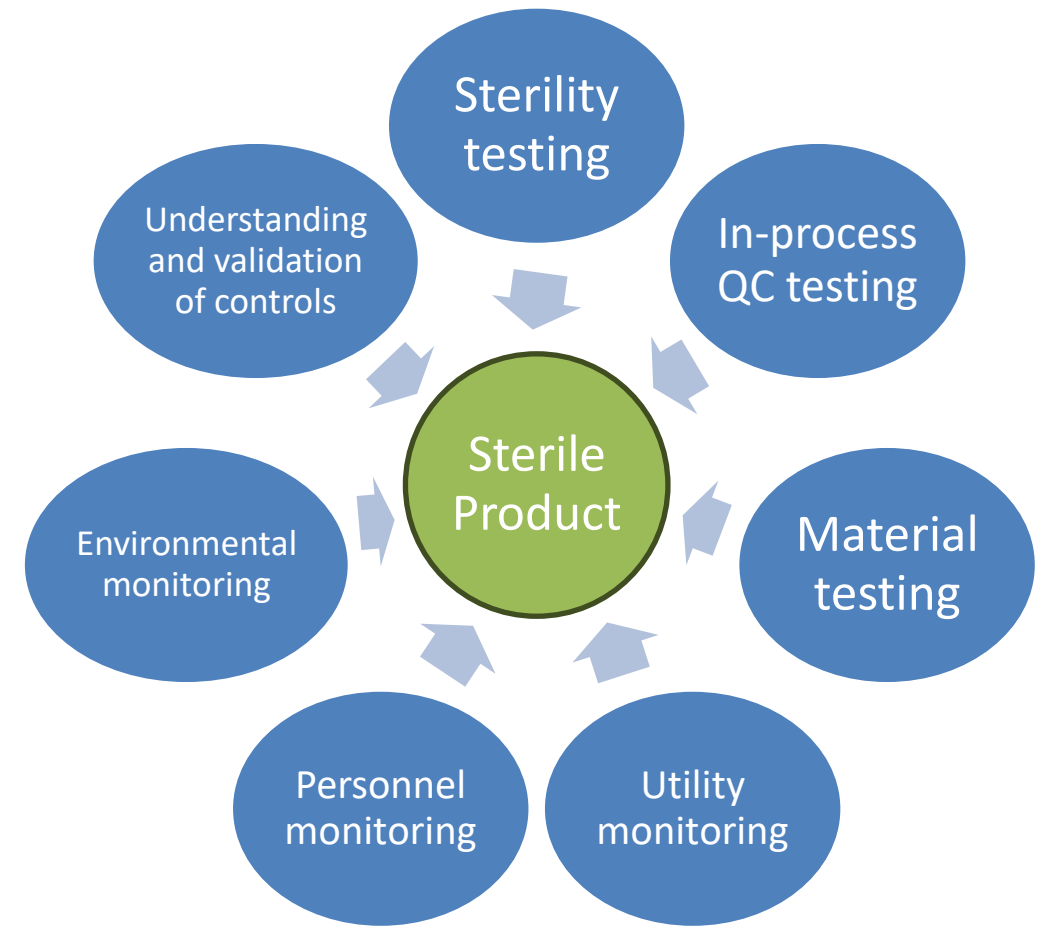 Sterility
testing
In-process
QC testing
Material
testing
Utility
monitoring
Personnel
monitoring
Environmental
monitoring
Understanding
and validation
of controls
Sterile
Product